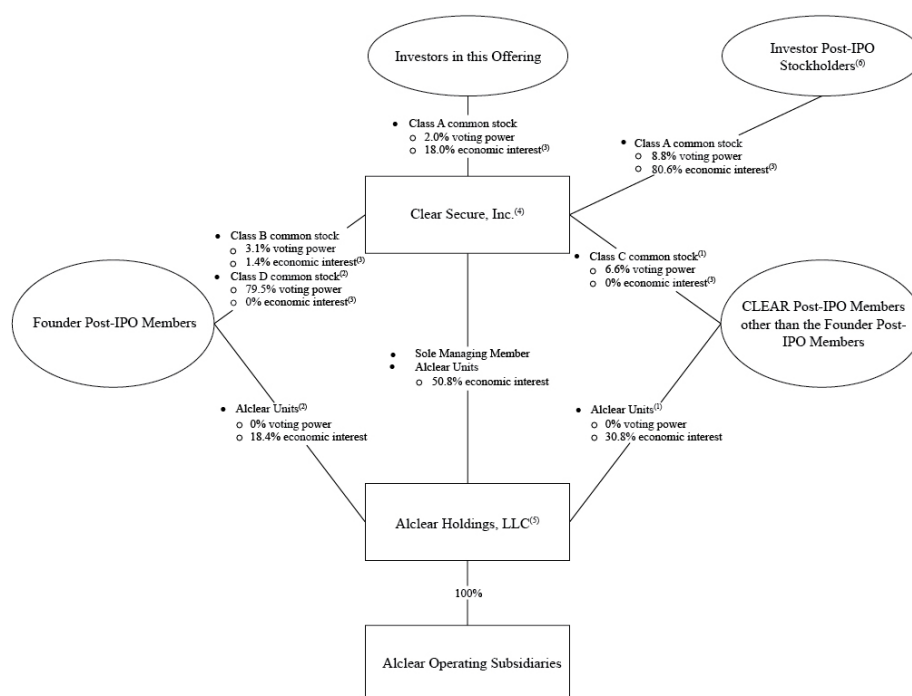 Investors in this Offering
Investor Post-IPO
Stockholders(6)
• Class A common stock
o 2.0% voting power
o 18.0% economic interest(3)
• Class A common stock
o 8.8% voting power
o 80.6% economic interest(3)
Clear Secure, Inc.(4)
• Class B common stock
o 3.1% voting power
o 1.4% economic interest(3)
• Class D common stock(2)
o 79.5% voting power
o 0% economic interest(3)
• Class C common stock(1)
o 6.6% voting power
o 0% economic interest(3)
Founder Post-IPO Members
CLEAR Post-IPO Members
other than the Founder Post-
IPO Members
• Sole Managing Member
• Alclear Units
o 50.8% economic interest
• Alclear Units(2)
o 0% voting power
o 18.4% economic interest
• Alclear Units(1)
o 0% voting power
o 30.8% economic interest
Alclear Holdings, LLC(5)
100%
Alclear Operating Subsidiaries